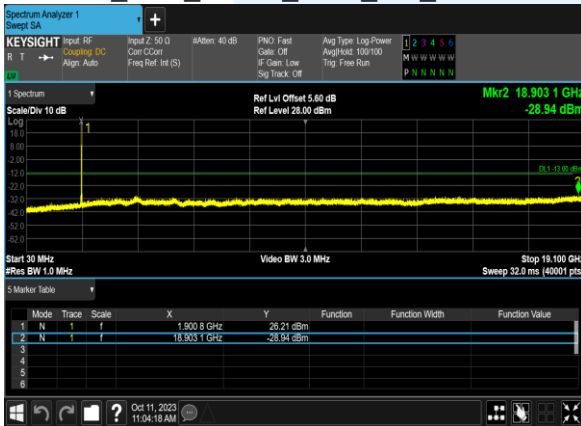 Spectrum Analyzer 1
Swept SA
+
KEYSIGHT
R T
LXI
Input: RF
Coupling: DC
Align: Auto
Input Z: 50 Ω
Corr CCorr
Freq Ref: Int (S)
#Atten: 40 dB
PNO: Fast
Gate: Off
IF Gain: Low
Sig Track: Off
Avg Type: Log-Power
Avg|Hold: 100/100
Trig: Free Run
1 2 3 4 5 6
M W W W W W
P N N N N N
1 Spectrum
Scale/Div 10 dB
Ref Lvl Offset 5.60 dB
Ref Level 28.00 dBm
Mkr2 18.903 1 GHz
-28.94 dBm
Log
18.0
8.00
-2.00
-12.0
-22.0
-32.0
-42.0
-52.0
-62.0
1
DL1 -13.00 dBm
2
Start 30 MHz
#Res BW 1.0 MHz
Video BW 3.0 MHz
Stop 19.100 GHz
Sweep 32.0 ms (40001 pts)
5 Marker Table
Mode Trace Scale X Y Function Function Width Function Value
1 N 1 f 1.900 8 GHz 26.21 dBm
2 N 1 f 18.903 1 GHz -28.94 dBm
3
4
5
6
?
Oct 11, 2023
11:04:18 AM